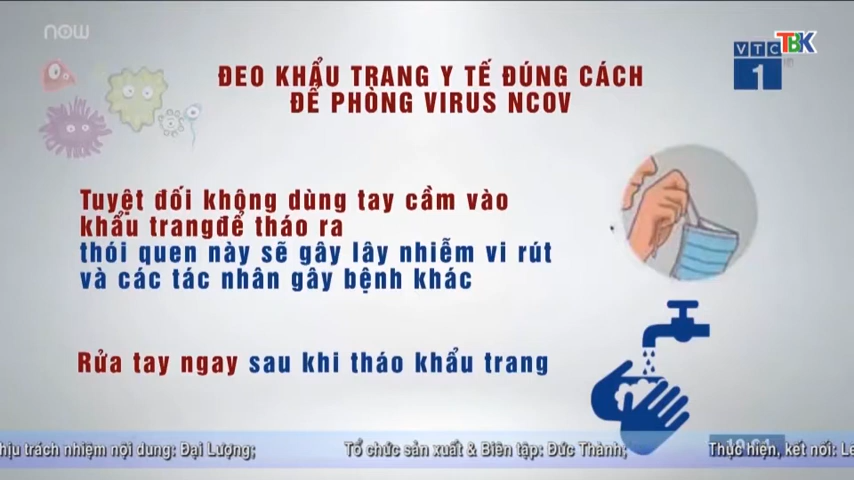 now
TBK
VTC
1
ĐEO KHẨU TRANG Y TẾ ĐÚNG CÁCH
ĐỂ PHÒNG VIRUS NCOV
Tuyệt đối không dùng tay cầm vào
khẩu trangđể tháo ra
thói quen này sẽ gây lây nhiễm vi rút
và các tác nhân gây bệnh khác
Rửa tay ngay sau khi tháo khẩu trang
hịu trách nhiệm nội dung: Đại Lượng; Tổ chức sản xuất & Biên tập: Đức Thành; Thực hiện, kết nối: Le